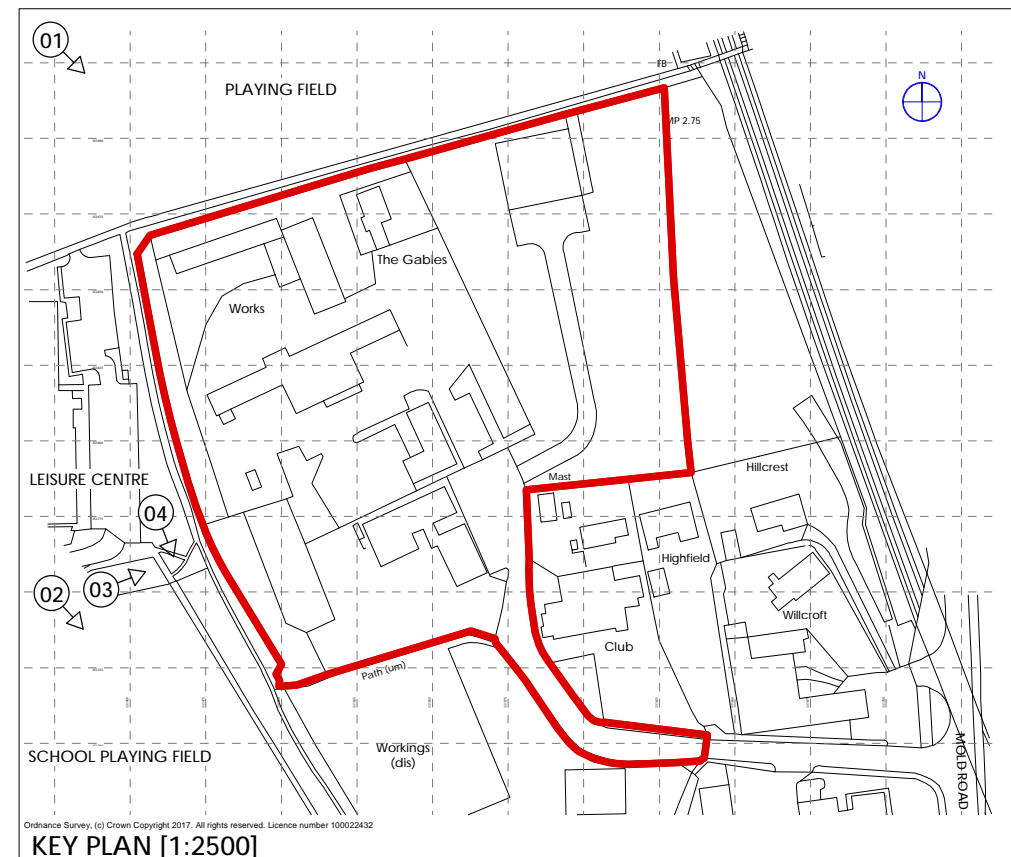 01
PLAYING FIELD
N
TB
MP 2.75
The Gables
Works
LEISURE CENTRE
Mast
Hillcrest
04
Highfield
03
02
Willcroft
Club
Path (um)
SCHOOL PLAYING FIELD
Workings
(dis)
MOLD ROAD
Ordnance Survey, (c) Crown Copyright 2017. All rights reserved. Licence number 100022432
KEY PLAN [1:2500]